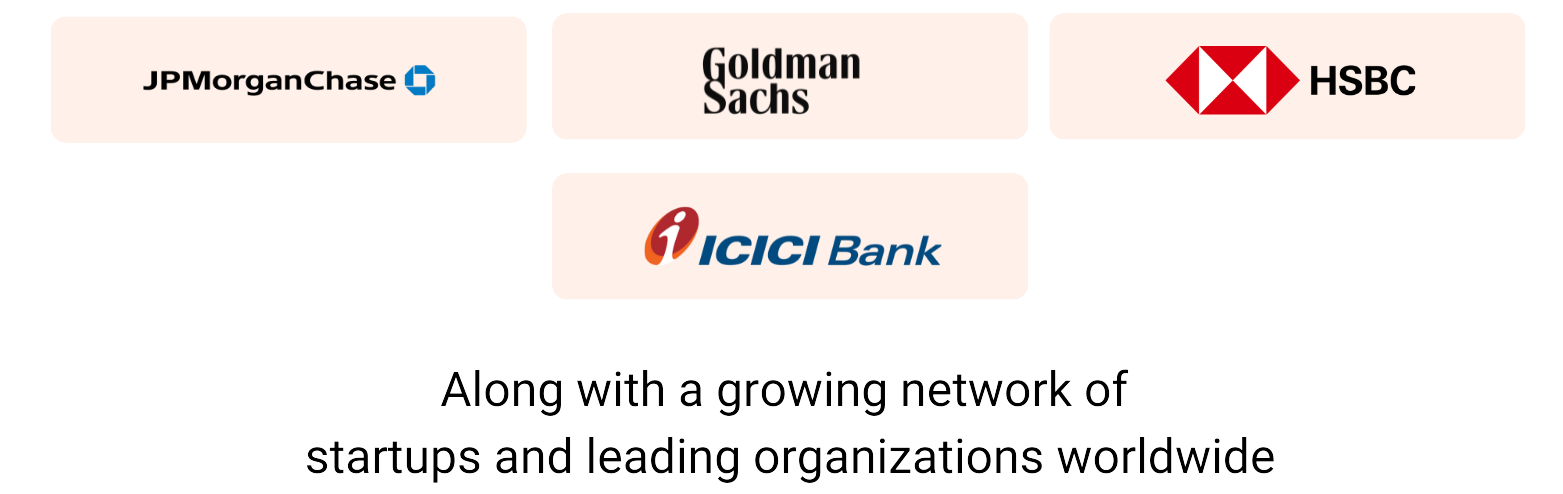 JPMorganChase
Goldman
Sachs
HSBC
ICICI Bank
Along with a growing network of
startups and leading organizations worldwide